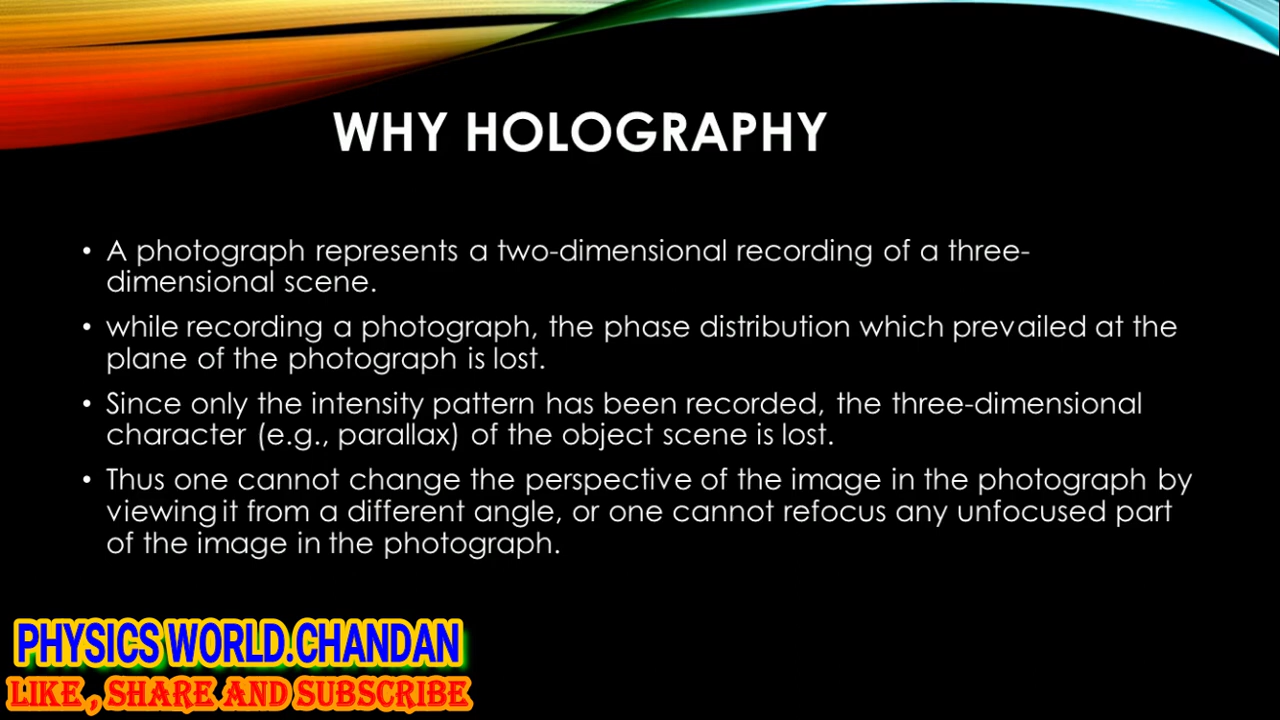 WHY HOLOGRAPHY
• A photograph represents a two-dimensional recording of a three-
dimensional scene.
• while recording a photograph, the phase distribution which prevailed at the
plane of the photograph is lost.
• Since only the intensity pattern has been recorded, the three-dimensional
character (e.g., parallax) of the object scene is lost.
• Thus one cannot change the perspective of the image in the photograph by
viewing it from a different angle, or one cannot refocus any unfocused part
of the image in the photograph.
PHYSICS WORLD.CHANDAN
LIKE , SHARE AND SUBSCRIBE